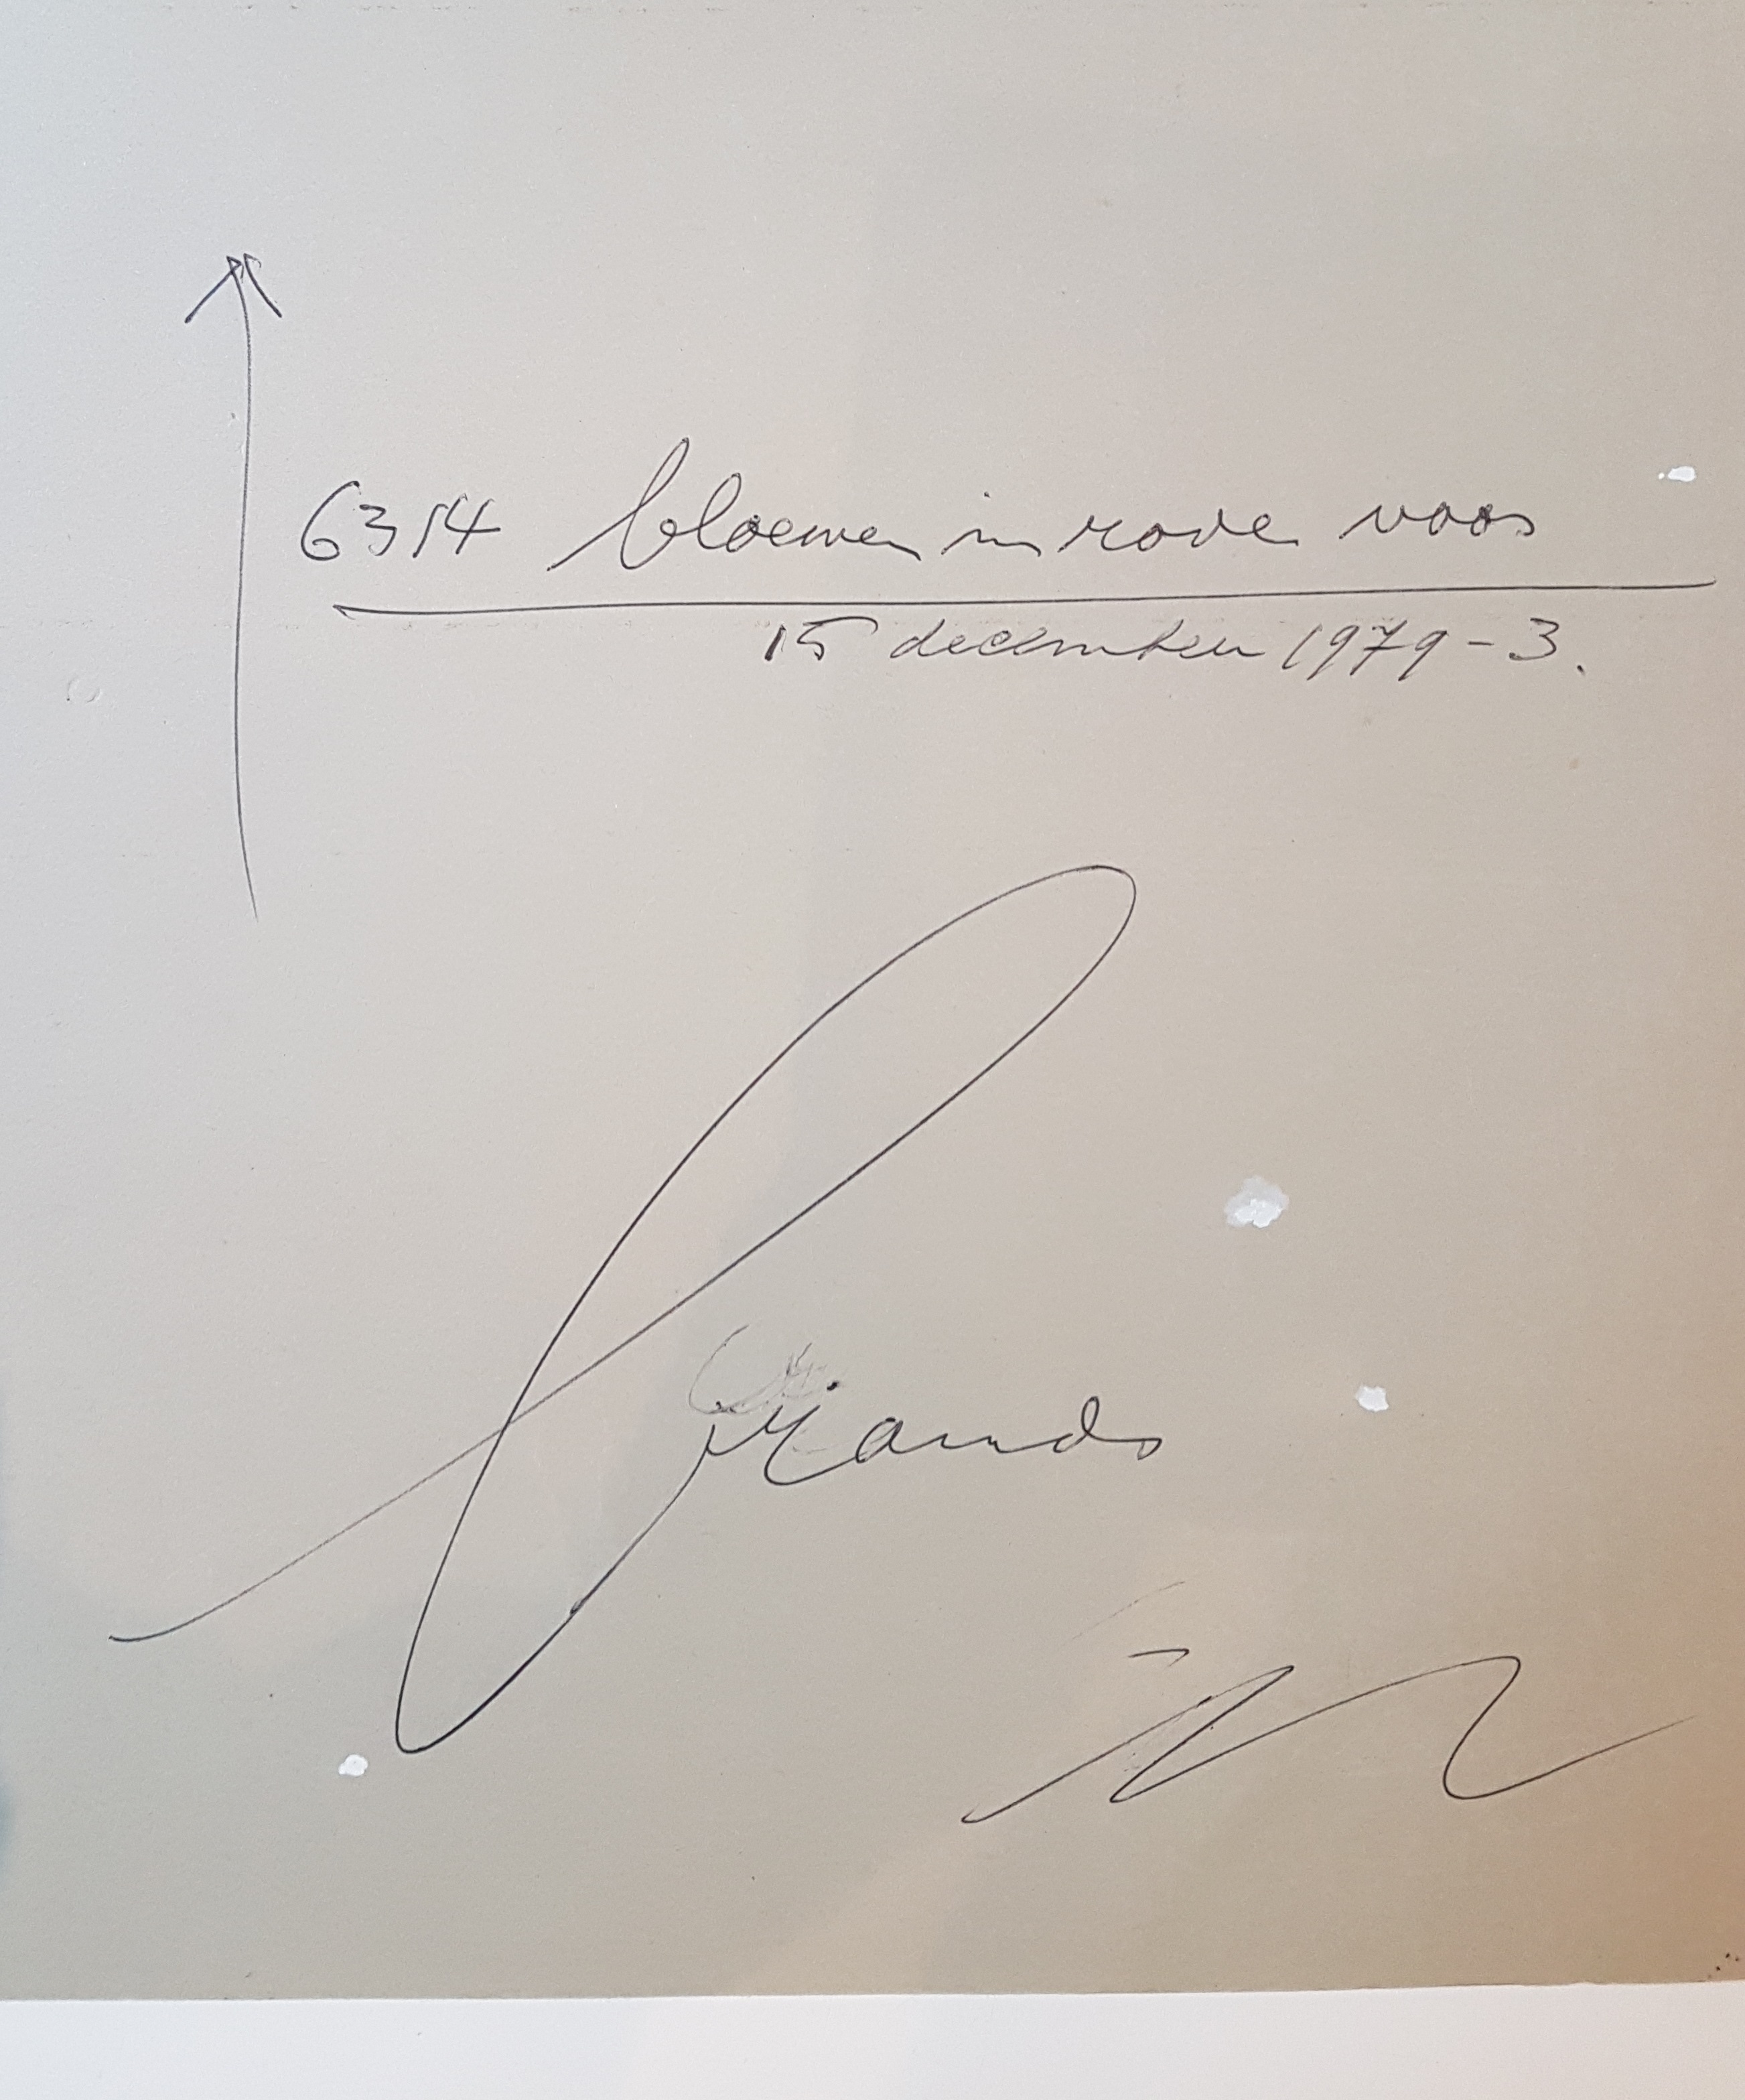 6314 bloemen in rode vaas
15 december 1979-3.